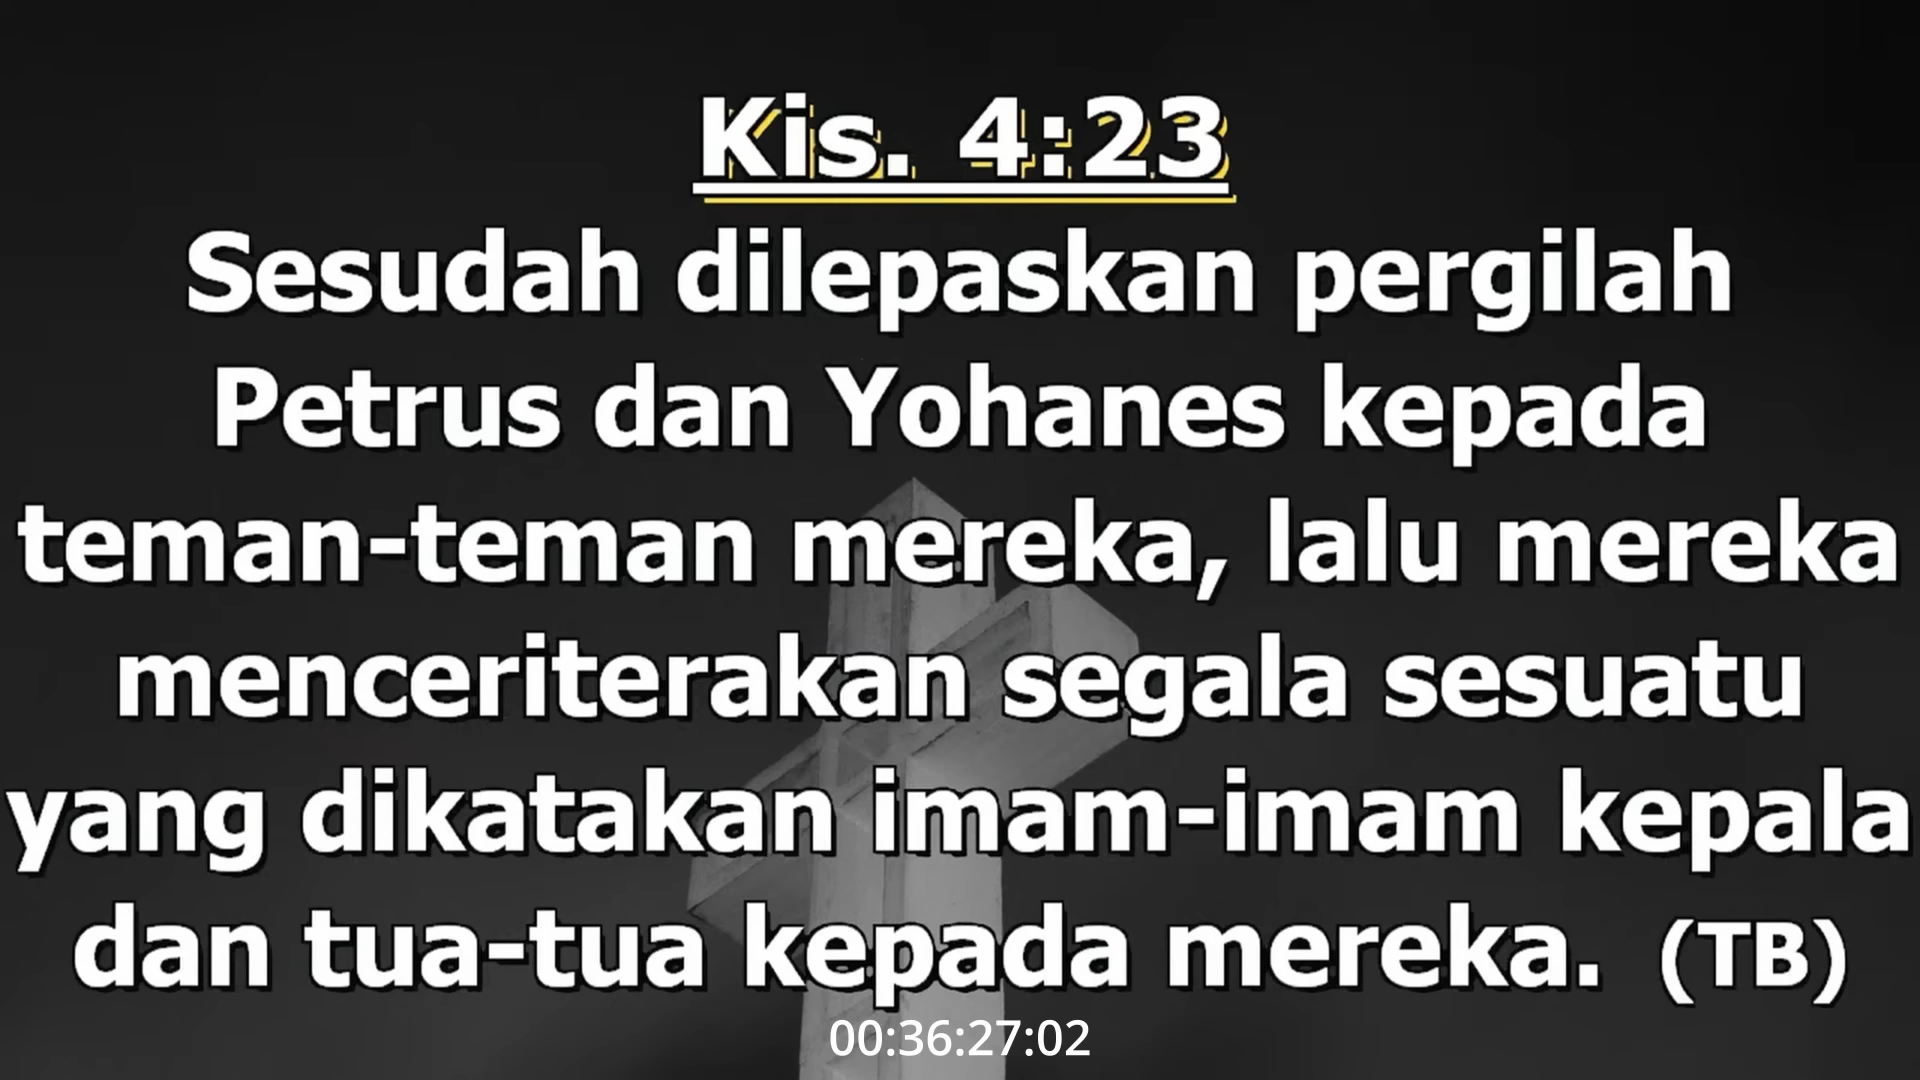 Kis. 4:23
Sesudah dilepaskan pergilah
Petrus dan Yohanes kepada
teman-teman mereka, lalu mereka
menceriterakan segala sesuatu
yang dikatakan imam-imam kepala
dan tua-tua kepada mereka. (TB)
00:36:27:02